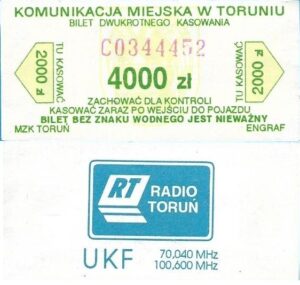 KOMUNIKACJA MIEJSKA W TORUNIU
BILET DWUKROTNEGO KASOWANIA
C0344452
TU KASOWAĆ
2000 zł
4000 zł
2000 zł
TU KASOWAĆ
ZACHOWAĆ DLA KONTROLI
KASOWAĆ ZARAZ PO WEJŚCIU DO POJAZDU
BILET BEZ ZNAKU WODNEGO JEST NIEWAŻNY
MZK TORUŃ ENGRAF
RT
RADIO
TORUŃ
UKF 70,040 MHz
100,600 MHz